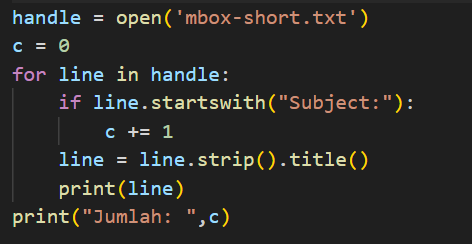 handle = open('mbox-short.txt')
c = 0
for line in handle:
    if line.startswith("Subject:"):
        c += 1
    line = line.strip().title()
    print(line)
print("Jumlah: ",c)